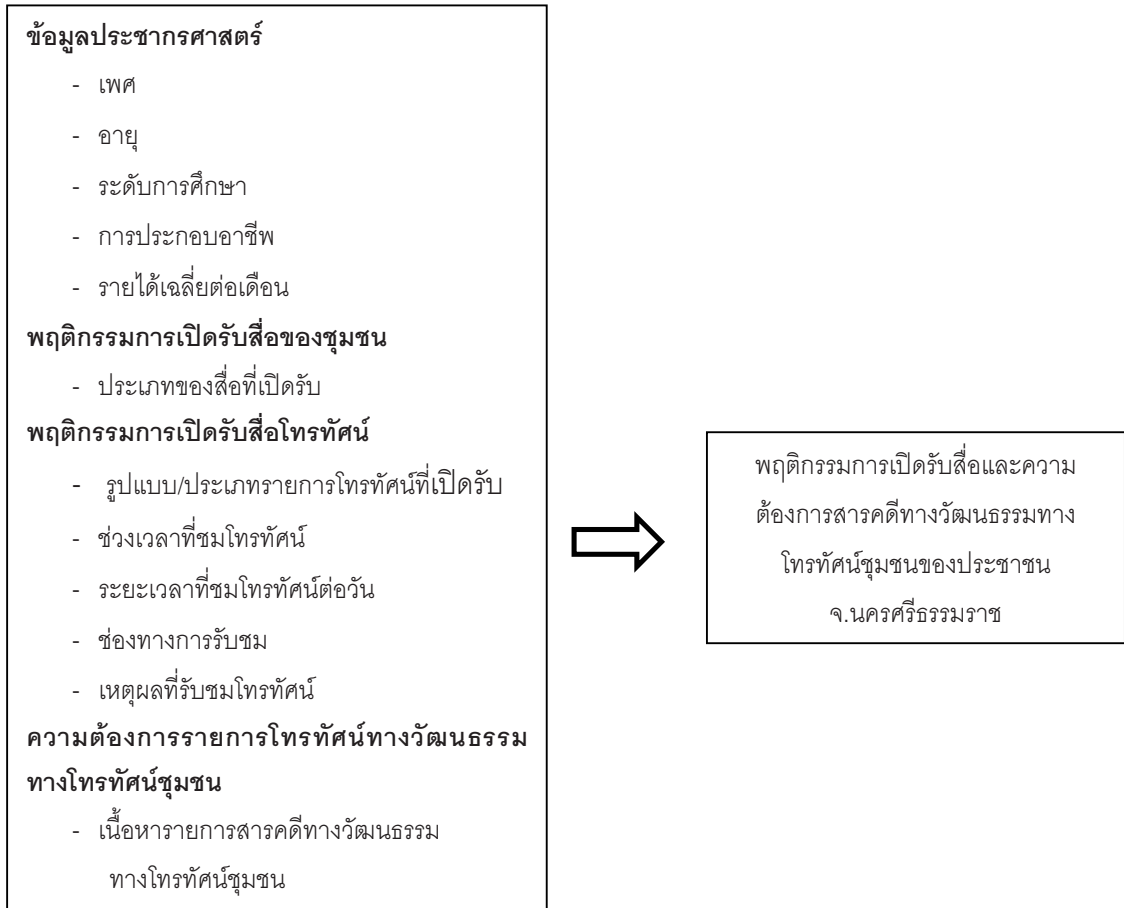 ข้อมูลประชากรศาสตร์
- เพศ
- อายุ
- ระดับการศึกษา
- การประกอบอาชีพ
- รายได้เฉลี่ยต่อเดือน
พฤติกรรมการเปิดรับสื่อของชุมชน
- ประเภทของสื่อที่เปิดรับ
พฤติกรรมการเปิดรับสื่อโทรทัศน์
- รูปแบบ/ประเภทรายการโทรทัศน์ที่เปิดรับ
- ช่วงเวลาที่ชมโทรทัศน์
- ระยะเวลาที่ชมโทรทัศน์ต่อวัน
- ช่องทางการรับชม
- เหตุผลที่รับชมโทรทัศน์
ความต้องการรายการโทรทัศน์ทางวัฒนธรรม
ทางโทรทัศน์ชุมชน
- เนื้อหารายการสารคดีทางวัฒนธรรม
ทางโทรทัศน์ชุมชน
พฤติกรรมการเปิดรับสื่อและความ
ต้องการสารคดีทางวัฒนธรรมทาง
โทรทัศน์ชุมชนของประชาชน
จ.นครศรีธรรมราช